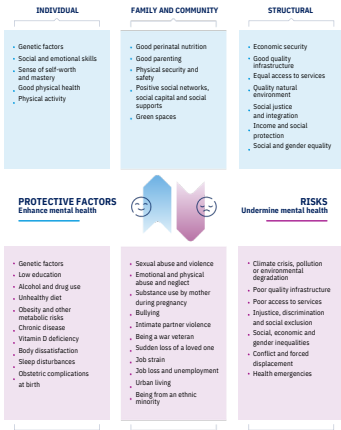 INDIVIDUAL
Genetic factors
Social and emotional skills
Sense of self-worth
and mastery
Good physical health
Physical activity
FAMILY AND COMMUNITY
Good perinatal nutrition
Good parenting
Physical security and
safety
Positive social networks,
social capital and social
supports
Green spaces
STRUCTURAL
Economic security
Good quality
infrastructure
Equal access to services
Quality natural
environment
Social justice
and integration
Income and social
protection
Social and gender equality
PROTECTIVE FACTORS
Enhance mental health
RISKS
Undermine mental health
Genetic factors
Low education
Alcohol and drug use
Unhealthy diet
Obesity and other
metabolic risks
Chronic disease
Vitamin D deficiency
Body dissatisfaction
Sleep disturbances
Obstetric complications
at birth
Sexual abuse and violence
Emotional and physical
abuse and neglect
Substance use by mother
during pregnancy
Bullying
Intimate partner violence
Being a war veteran
Sudden loss of a loved one
Job strain
Job loss and unemployment
Urban living
Being from an ethnic
minority
Climate crisis, pollution
or environmental
degradation
Poor quality infrastructure
Poor access to services
Injustice, discrimination
and social exclusion
Social, economic and
gender inequalities
Conflict and forced
displacement
Health emergencies